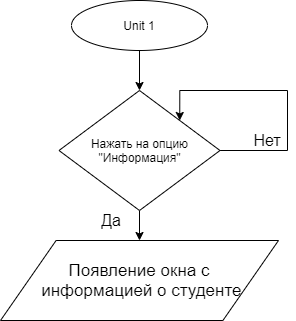 Unit 1
Нажать на опцию
"Информация"
Нет
Да
Появление окна с
информацией о студенте